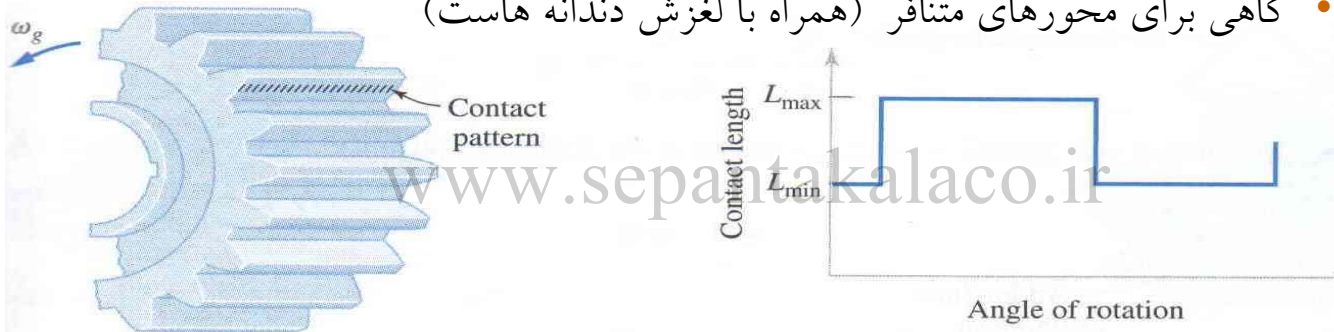 • گاهی برای محورهای متنافر (همراه با لغزش دندانه هاست)
ωg
Contact
pattern
Contact length
Lmax
Lmin
Angle of rotation
www.sepantakalaco.ir